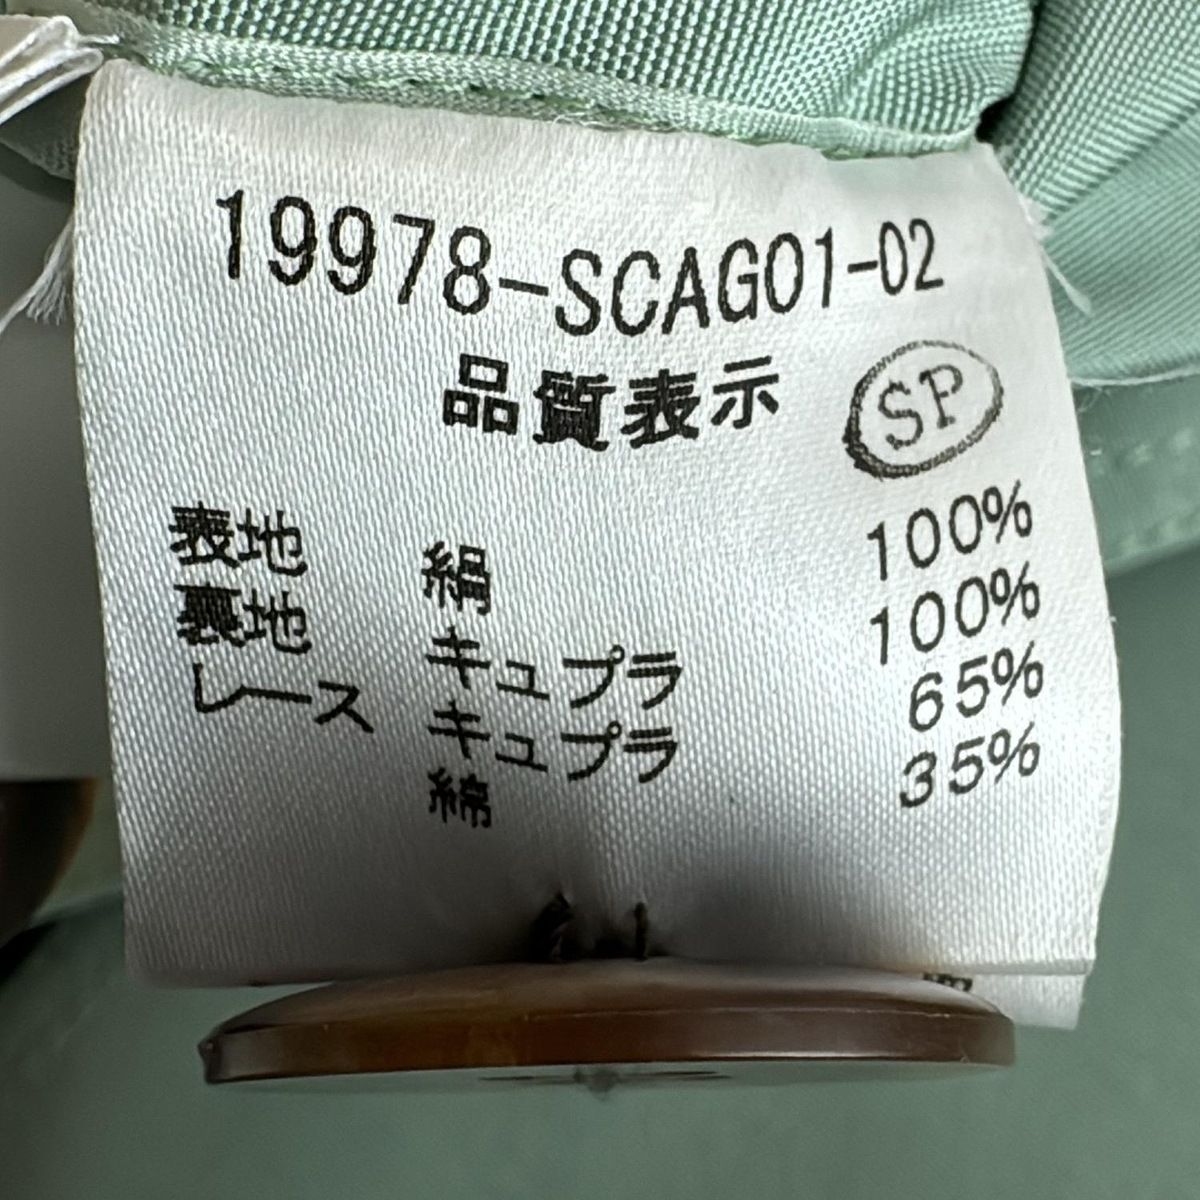 19978-SCAG01-02
品質表示 SP
表地 絹 100%
裏地 キュプラ 100%
レース キュプラ 65%
綿 35%